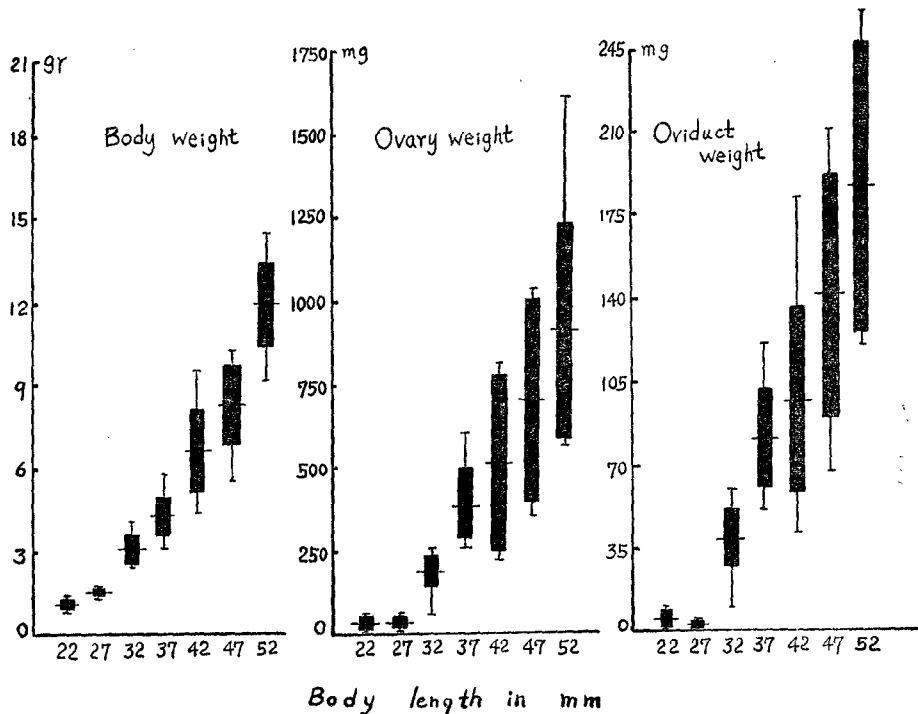 gr
21
18
15
12
9
6
3
0
Body weight
22 27 32 37 42 47 52
mg
1750
1500
1250
1000
750
500
250
0
Ovary weight
22 27 32 37 42 47 52
mg
245
210
175
140
105
70
35
0
Oviduct
weight
22 27 32 37 42 47 52
Body length in mm